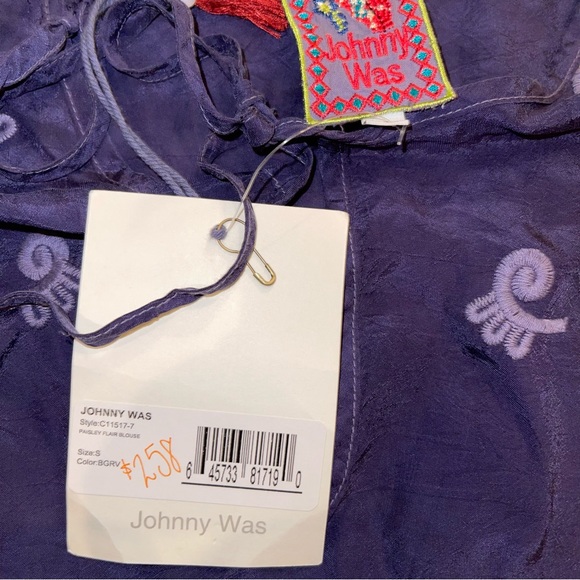 Johnny
Was
JOHNNY WAS
Style:C11517-7
PAISLEY FLAIR BLOUSE
Size:S
Color:BGRV
$258
6 45733 81719 0
Johnny Was